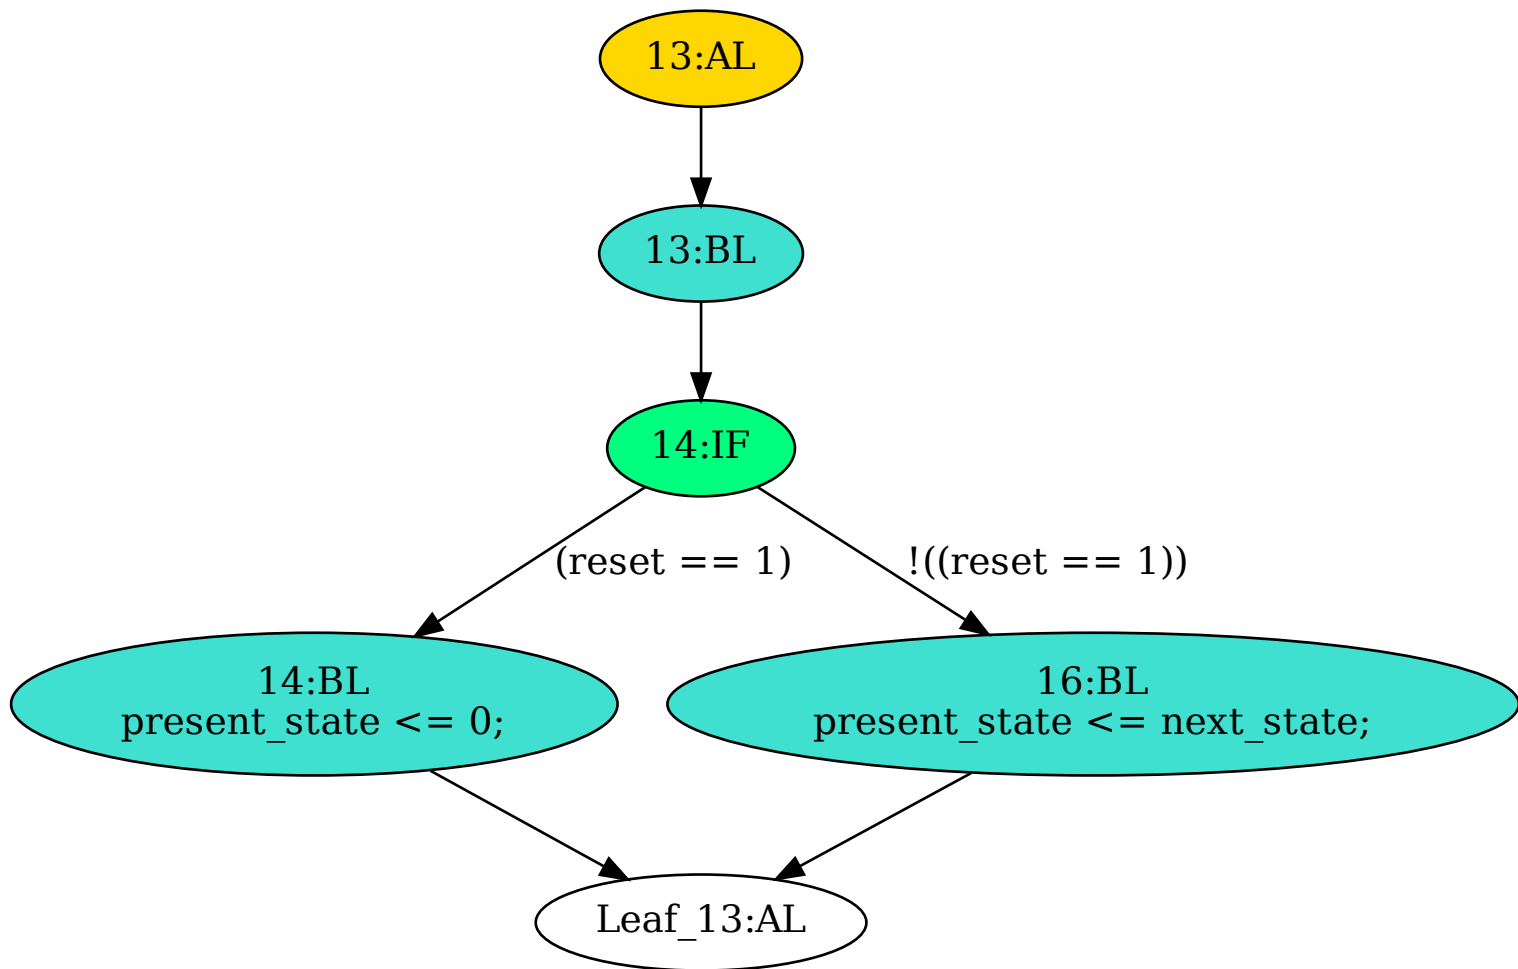 13:AL
13:BL
14:IF
(reset == 1)
!((reset == 1))
14:BL
present_state <= 0;
16:BL
present_state <= next_state;
Leaf_13:AL